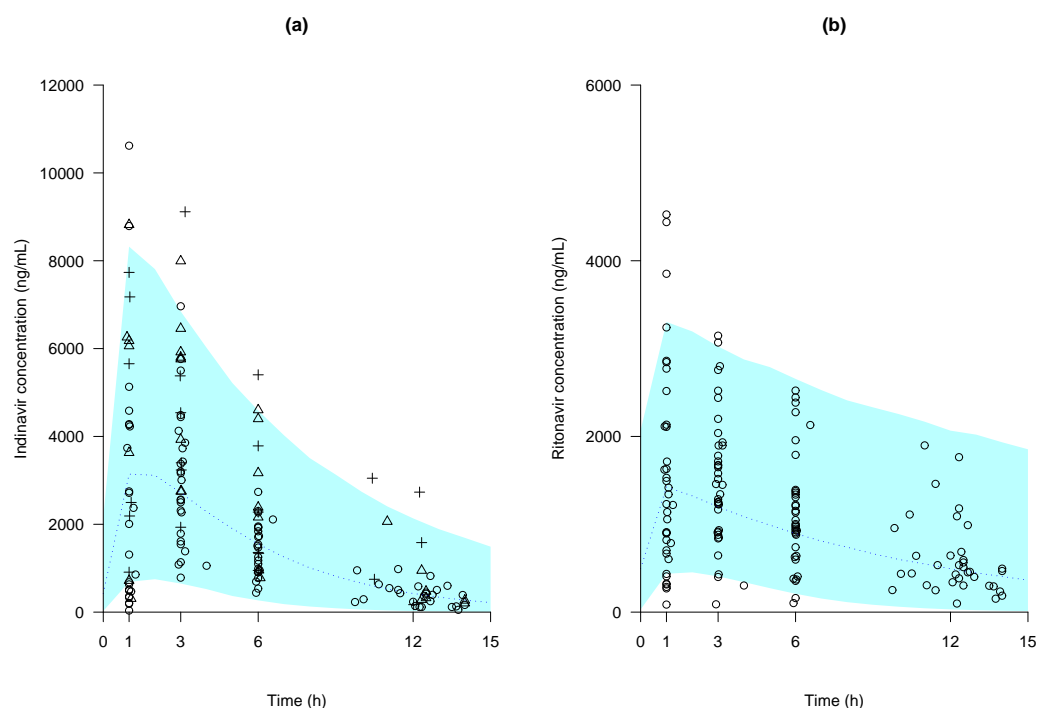 (a)
Indinavir concentration (ng/mL)
12000
10000
8000
6000
4000
2000
0
0 1 3 6 12 15
Time (h)
(b)
Ritonavir concentration (ng/mL)
6000
4000
2000
0
0 1 3 6 12 15
Time (h)